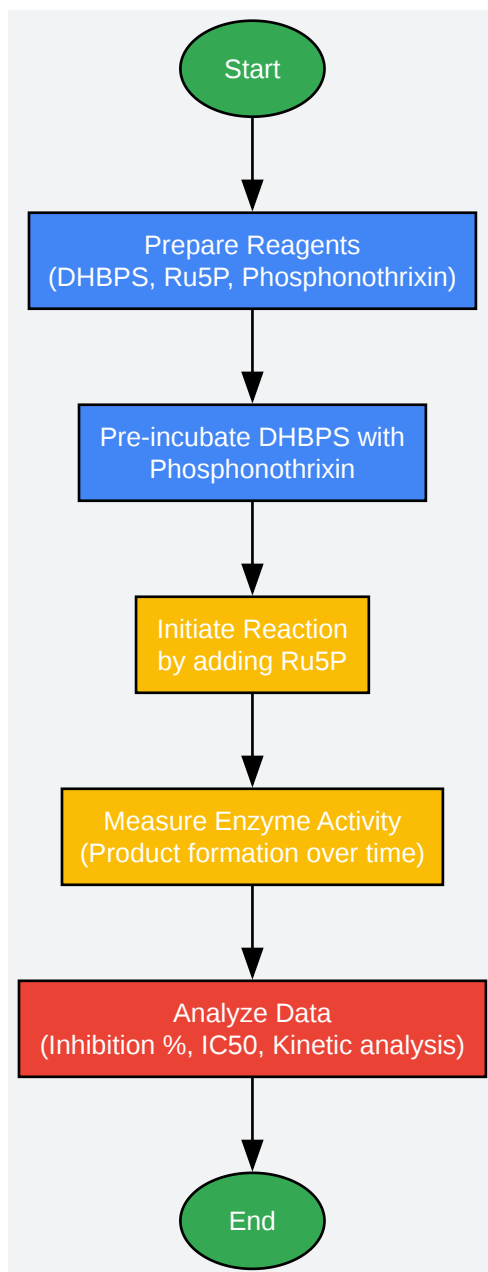 Start
Prepare Reagents
(DHBPS, Ru5P, Phosphonothrixin)
Pre-incubate DHBPS with
Phosphonothrixin
Initiate Reaction
by adding Ru5P
Measure Enzyme Activity
(Product formation over time)
Analyze Data
(Inhibition %, IC50, Kinetic analysis)
End